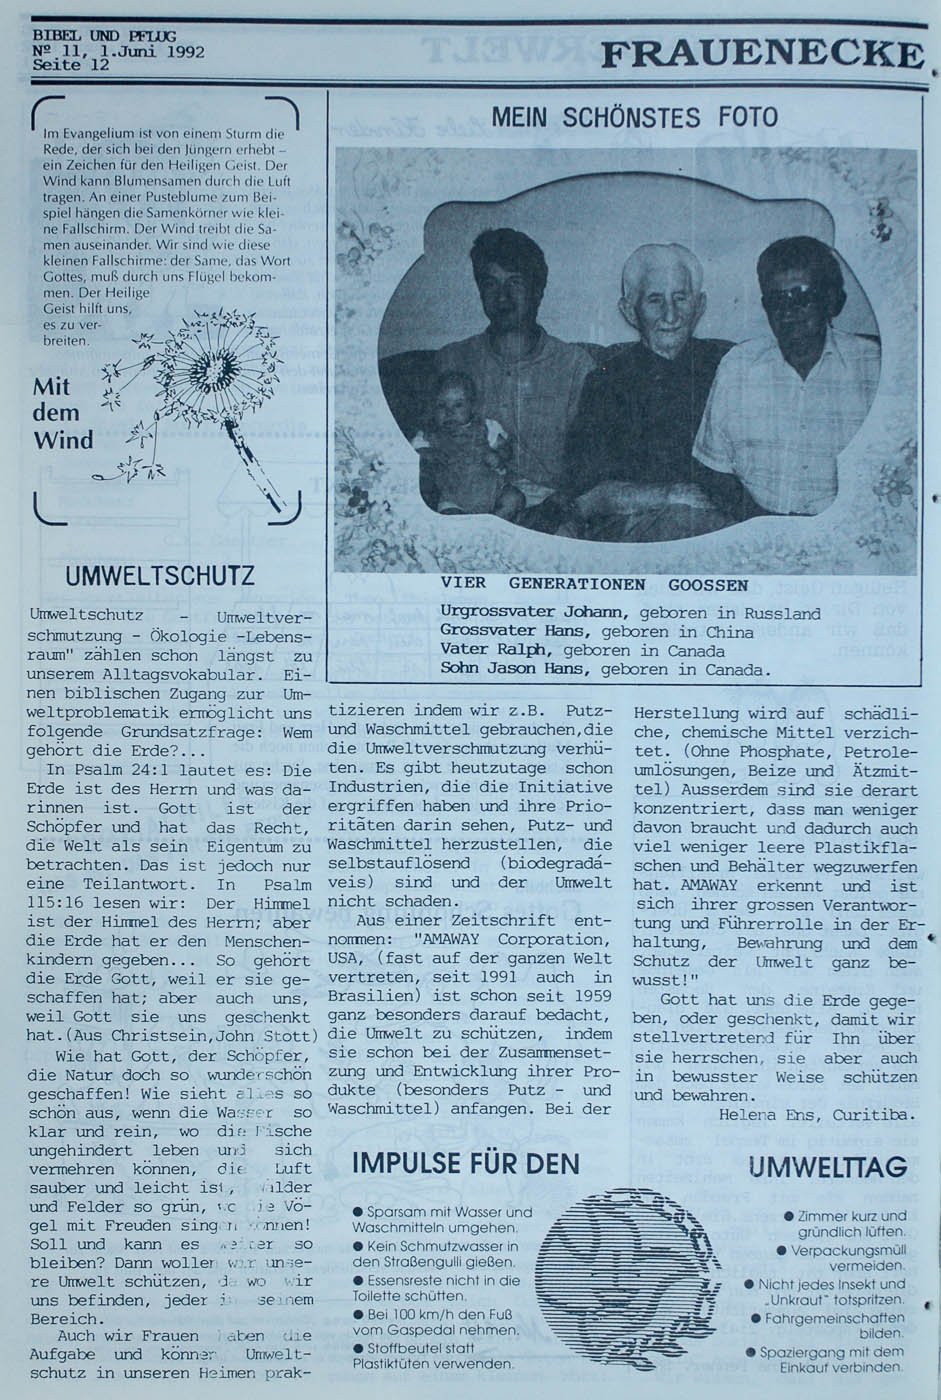 BIBEL UND PFLUG
Nº 11, 1.Juni 1992
Seite 12
FRAUENECKE
Im Evangelium ist von einem Sturm die
Rede, der sich bei den Jüngern erhebt –
ein Zeichen für den Heiligen Geist. Der
Wind kann Blumensamen durch die Luft
tragen. An einer Pusteblume zum Bei-
spiel hängen die Samenkörner wie klei-
ne Fallschirm. Der Wind treibt die Sa-
men auseinander. Wir sind wie diese
kleinen Fallschirme: der Same, das Wort
Gottes, muß durch uns Flügel bekom-
men. Der Heilige
Geist hilft uns,
es zu ver-
breiten.
Mit
dem
Wind
MEIN SCHÖNSTES FOTO
VIER GENERATIONEN GOOSSEN
Urgrossvater Johann, geboren in Russland
Grossvater Hans, geboren in China
Vater Ralph, geboren in Canada
Sohn Jason Hans, geboren in Canada.
UMWELTSCHUTZ
Umweltschutz - Umweltver-
schmutzung - Ökologie -Lebens-
raum" zählen schon längst zu
unserem Alltagsvokabular. Ei-
nen biblischen Zugang zur Um-
weltproblematik ermöglicht uns
folgende Grundsatzfrage: Wem
gehört die Erde?...
In Psalm 24:1 lautet es: Die
Erde ist des Herrn und was da-
rinnen ist. Gott ist der
Schöpfer und hat das Recht,
die Welt als sein Eigentum zu
betrachten. Das ist jedoch nur
eine Teilantwort. In Psalm
115:16 lesen wir: Der Himmel
ist der Himmel des Herrn; aber
die Erde hat er den Menschen-
kindern gegeben... So gehört
die Erde Gott, weil er sie ge-
schaffen hat; aber auch uns,
weil Gott sie uns geschenkt
hat.(Aus Christsein,John Stott)
Wie hat Gott, der Schöpfer,
die Natur doch so wunderschön
geschaffen! Wie sieht alles so
schön aus, wenn die Wasser so
klar und rein, wo die Fische
ungehindert leben und sich
vermehren können, die Luft
sauber und leicht ist, Wälder
und Felder so grün, wo die Vö-
gel mit Freuden singen können!
Soll und kann es weiter so
bleiben? Dann wollen wir unse-
re Umwelt schützen, da wo wir
uns befinden, jeder in seinem
Bereich.
Auch wir Frauen haben die
Aufgabe und können Umwelt-
schutz in unseren Heimen prak-
tizieren indem wir z.B. Putz-
und Waschmittel gebrauchen,die
die Umweltverschmutzung verhü-
ten. Es gibt heutzutage schon
Industrien, die die Initiative
ergriffen haben und ihre Prio-
ritäten darin sehen, Putz- und
Waschmittel herzustellen, die
selbstauflösend (biodegradá-
veis) sind und der Umwelt
nicht schaden.
Aus einer Zeitschrift ent-
nommen: "AMAWAY Corporation,
USA, (fast auf der ganzen Welt
vertreten, seit 1991 auch in
Brasilien) ist schon seit 1959
ganz besonders darauf bedacht,
die Umwelt zu schützen, indem
sie schon bei der Zusammenset-
zung und Entwicklung ihrer Pro-
dukte (besonders Putz - und
Waschmittel) anfangen. Bei der
Herstellung wird auf schädli-
che, chemische Mittel verzich-
tet. (Ohne Phosphate, Petrole-
umlösungen, Beize und Ätzmit-
tel) Ausserdem sind sie derart
konzentriert, dass man weniger
davon braucht und dadurch auch
viel weniger leere Plastikfla-
schen und Behälter wegzuwerfen
hat. AMAWAY erkennt und ist
sich ihrer grossen Verantwor-
tung und Führerrolle in der Er-
haltung, Bewahrung und dem
Schutz der Umwelt ganz be-
wusst!"
Gott hat uns die Erde gege-
ben, oder geschenkt, damit wir
stellvertretend für Ihn über
sie herrschen, sie aber auch
in bewusster Weise schützen
und bewahren.
Helena Ens, Curitiba.
IMPULSE FÜR DEN UMWELTTAG
● Sparsam mit Wasser und
Waschmitteln umgehen.
● Kein Schmutzwasser in
den Straßengulli gießen.
● Essensreste nicht in die
Toilette schütten.
● Bei 100 km/h den Fuß
vom Gaspedal nehmen.
● Stoffbeutel statt
Plastiktüten verwenden.
● Zimmer kurz und
gründlich lüften.
● Verpackungsmüll
vermeiden.
● Nicht jedes Insekt und
„Unkraut" totspritzen.
● Fahrgemeinschaften
bilden.
● Spaziergang mit dem
Einkauf verbinden.